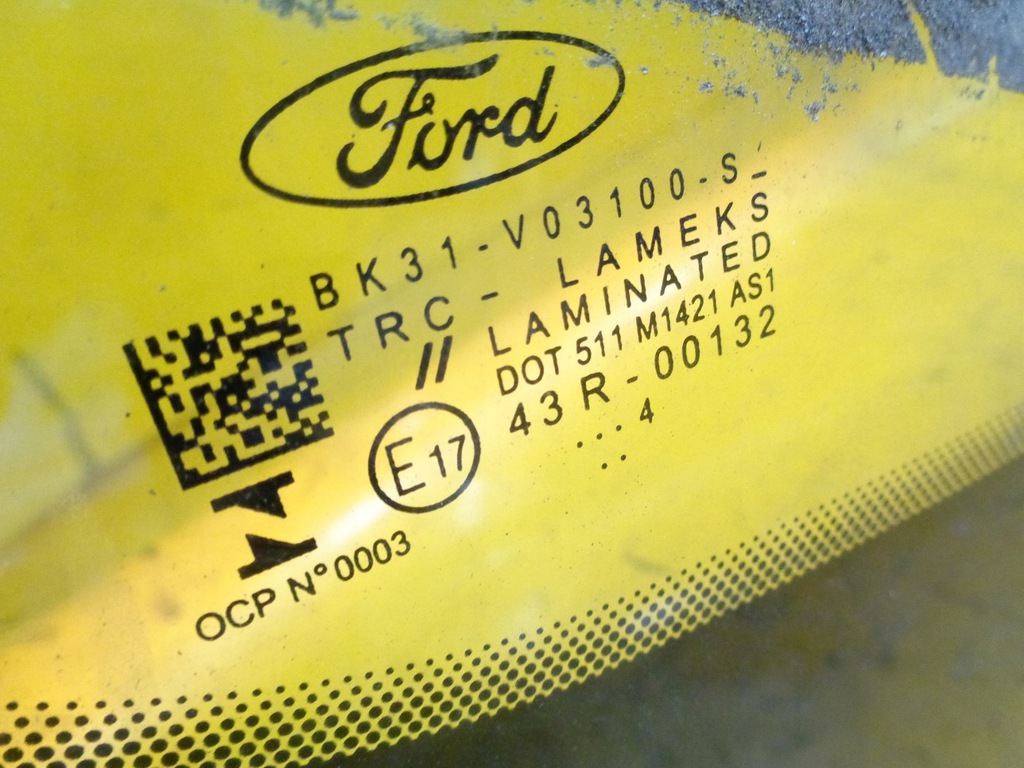 Ford
BK31-V03100-S_
TRC- LAMEKS
// LAMINATED
DOT 511 M1421 AS1
E17 43R-00132
...4
..
OCP N°0003